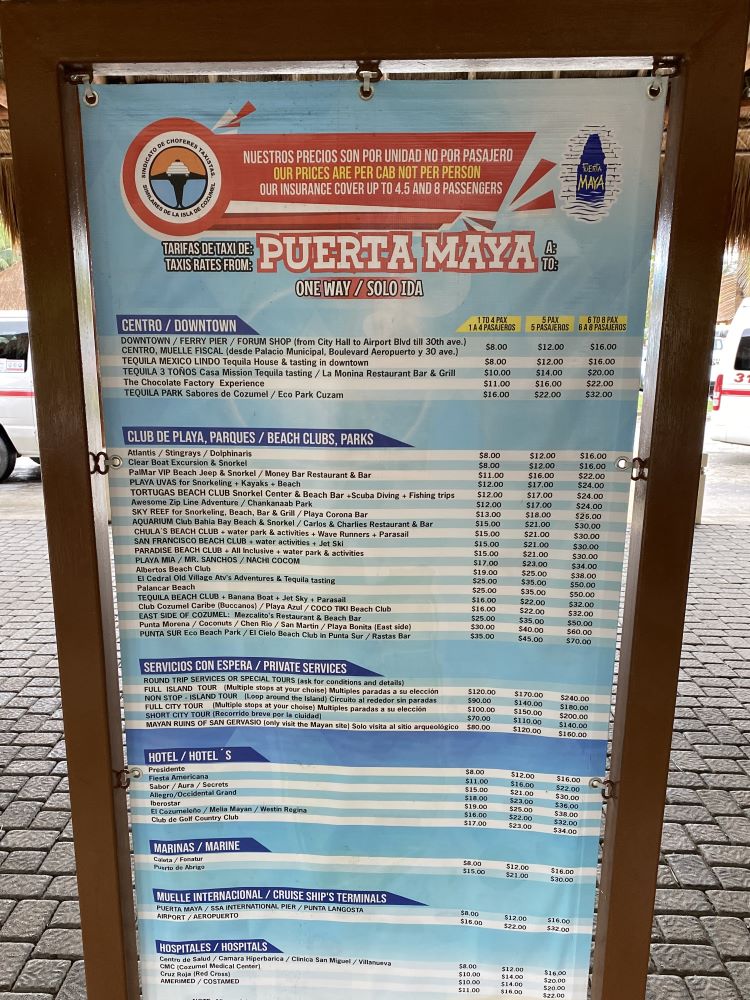 SINDICATO DE CHOFERES TAXISTAS
SIMILARES DE LA ISLA DE COZUMEL
NUESTROS PRECIOS SON POR UNIDAD NO POR PASAJERO
OUR PRICES ARE PER CAB NOT PER PERSON
OUR INSURANCE COVER UP TO 4.5 AND 8 PASSENGERS
PUERTA
MAYA
TARIFAS DE TAXI DE: PUERTA MAYA A:
TAXIS RATES FROM: TO:
ONE WAY / SOLO IDA
CENTRO / DOWNTOWN 1 TO 4 PAX 5 PAX 6 TO 8 PAX
1 A 4 PASAJEROS 5 PASAJEROS 6 A 8 PASAJEROS
DOWNTOWN / FERRY PIER / FORUM SHOP (from City Hall to Airport Blvd till 30th ave.)
CENTRO, MUELLE FISCAL (desde Palacio Municipal, Boulevard Aeropuerto y 30 ave.) $8.00 $12.00 $16.00
TEQUILA MEXICO LINDO Tequila House & tasting in downtown $8.00 $12.00 $16.00
TEQUILA 3 TOÑOS Casa Mission Tequila tasting / La Monina Restaurant Bar & Grill $10.00 $14.00 $20.00
The Chocolate Factory Experience $11.00 $16.00 $22.00
TEQUILA PARK Sabores de Cozumel / Eco Park Cuzam $16.00 $22.00 $32.00
CLUB DE PLAYA, PARQUES / BEACH CLUBS, PARKS
Atlantis / Stingrays / Dolphinaris $8.00 $12.00 $16.00
Clear Boat Excursion & Snorkel $8.00 $12.00 $16.00
PalMar VIP Beach Jeep & Snorkel / Money Bar Restaurant & Bar $11.00 $16.00 $22.00
PLAYA UVAS for Snorkeling + Kayaks + Beach $12.00 $17.00 $24.00
TORTUGAS BEACH CLUB Snorkel Center & Beach Bar +Scuba Diving + Fishing trips $12.00 $17.00 $24.00
Awesome Zip Line Adventure / Chankanaab Park $12.00 $17.00 $24.00
SKY REEF for Snorkeling, Beach, Bar & Grill / Playa Corona Bar $13.00 $18.00 $26.00
AQUARIUM Club Bahia Bay Beach & Snorkel / Carlos & Charlies Restaurant & Bar $15.00 $21.00 $30.00
CHULA´S BEACH CLUB + water park & activities + Wave Runners + Parasail $15.00 $21.00 $30.00
SAN FRANCISCO BEACH CLUB + water activities + Jet Ski $15.00 $21.00 $30.00
PARADISE BEACH CLUB + All Inclusive + water park & activities $15.00 $21.00 $30.00
PLAYA MIA / MR. SANCHOS / NACHI COCOM $17.00 $23.00 $34.00
Albertos Beach Club $19.00 $25.00 $38.00
El Cedral Old Village Atv's Adventures & Tequila tasting $25.00 $35.00 $50.00
Palancar Beach $25.00 $35.00 $50.00
TEQUILA BEACH CLUB + Banana Boat + Jet Sky + Parasail $16.00 $22.00 $32.00
Club Cozumel Caribe (Buccanos) / Playa Azul / COCO TIKI Beach Club $16.00 $22.00 $32.00
EAST SIDE OF COZUMEL: Mezcalito's Restaurant & Beach Bar $25.00 $35.00 $50.00
Punta Morena / Coconuts / Chen Rio / San Martin / Playa Bonita (East side) $30.00 $40.00 $60.00
PUNTA SUR Eco Beach Park / El Cielo Beach Club in Punta Sur / Rastas Bar $35.00 $45.00 $70.00
SERVICIOS CON ESPERA / PRIVATE SERVICES
ROUND TRIP SERVICES OR SPECIAL TOURS (ask for conditions and details)
FULL ISLAND TOUR (Multiple stops at your choise) Multiples paradas a su elección $120.00 $170.00 $240.00
NON STOP - ISLAND TOUR (Loop around the Island) Circuito al rededor sin paradas $90.00 $140.00 $180.00
FULL CITY TOUR (Multiple stops at your choise) Multiples paradas a su elección $100.00 $150.00 $200.00
SHORT CITY TOUR (Recorrido breve por la ciudad) $70.00 $110.00 $140.00
MAYAN RUINS OF SAN GERVASIO (only visit the Mayan site) Solo visita al sitio arqueológico $80.00 $120.00 $160.00
HOTEL / HOTEL ´S
Presidente $8.00 $12.00 $16.00
Fiesta Americana $11.00 $16.00 $22.00
Sabor / Aura / Secrets $15.00 $21.00 $30.00
Allegro/Occidental Grand $18.00 $23.00 $36.00
Iberostar $19.00 $25.00 $38.00
El Cozumeleño / Melia Mayan / Westin Regina $16.00 $22.00 $32.00
Club de Golf Country Club $17.00 $23.00 $34.00
MARINAS / MARINE
Caleta / Fonatur $8.00 $12.00 $16.00
Puerto de Abrigo $15.00 $21.00 $30.00
MUELLE INTERNACIONAL / CRUISE SHIP'S TERMINALS
PUERTA MAYA / SSA INTERNATIONAL PIER / PUNTA LANGOSTA $8.00 $12.00 $16.00
AIRPORT / AEROPUERTO $16.00 $22.00 $32.00
HOSPITALES / HOSPITALS
Centro de Salud / Camara Hiperbarica / Clinica San Miguel / Villanueva $8.00 $12.00 $16.00
CMC (Cozumel Medical Center) $10.00 $14.00 $20.00
Cruz Roja (Red Cross) $10.00 $14.00 $20.00
AMERIMED / COSTAMED $11.00 $16.00 $22.00